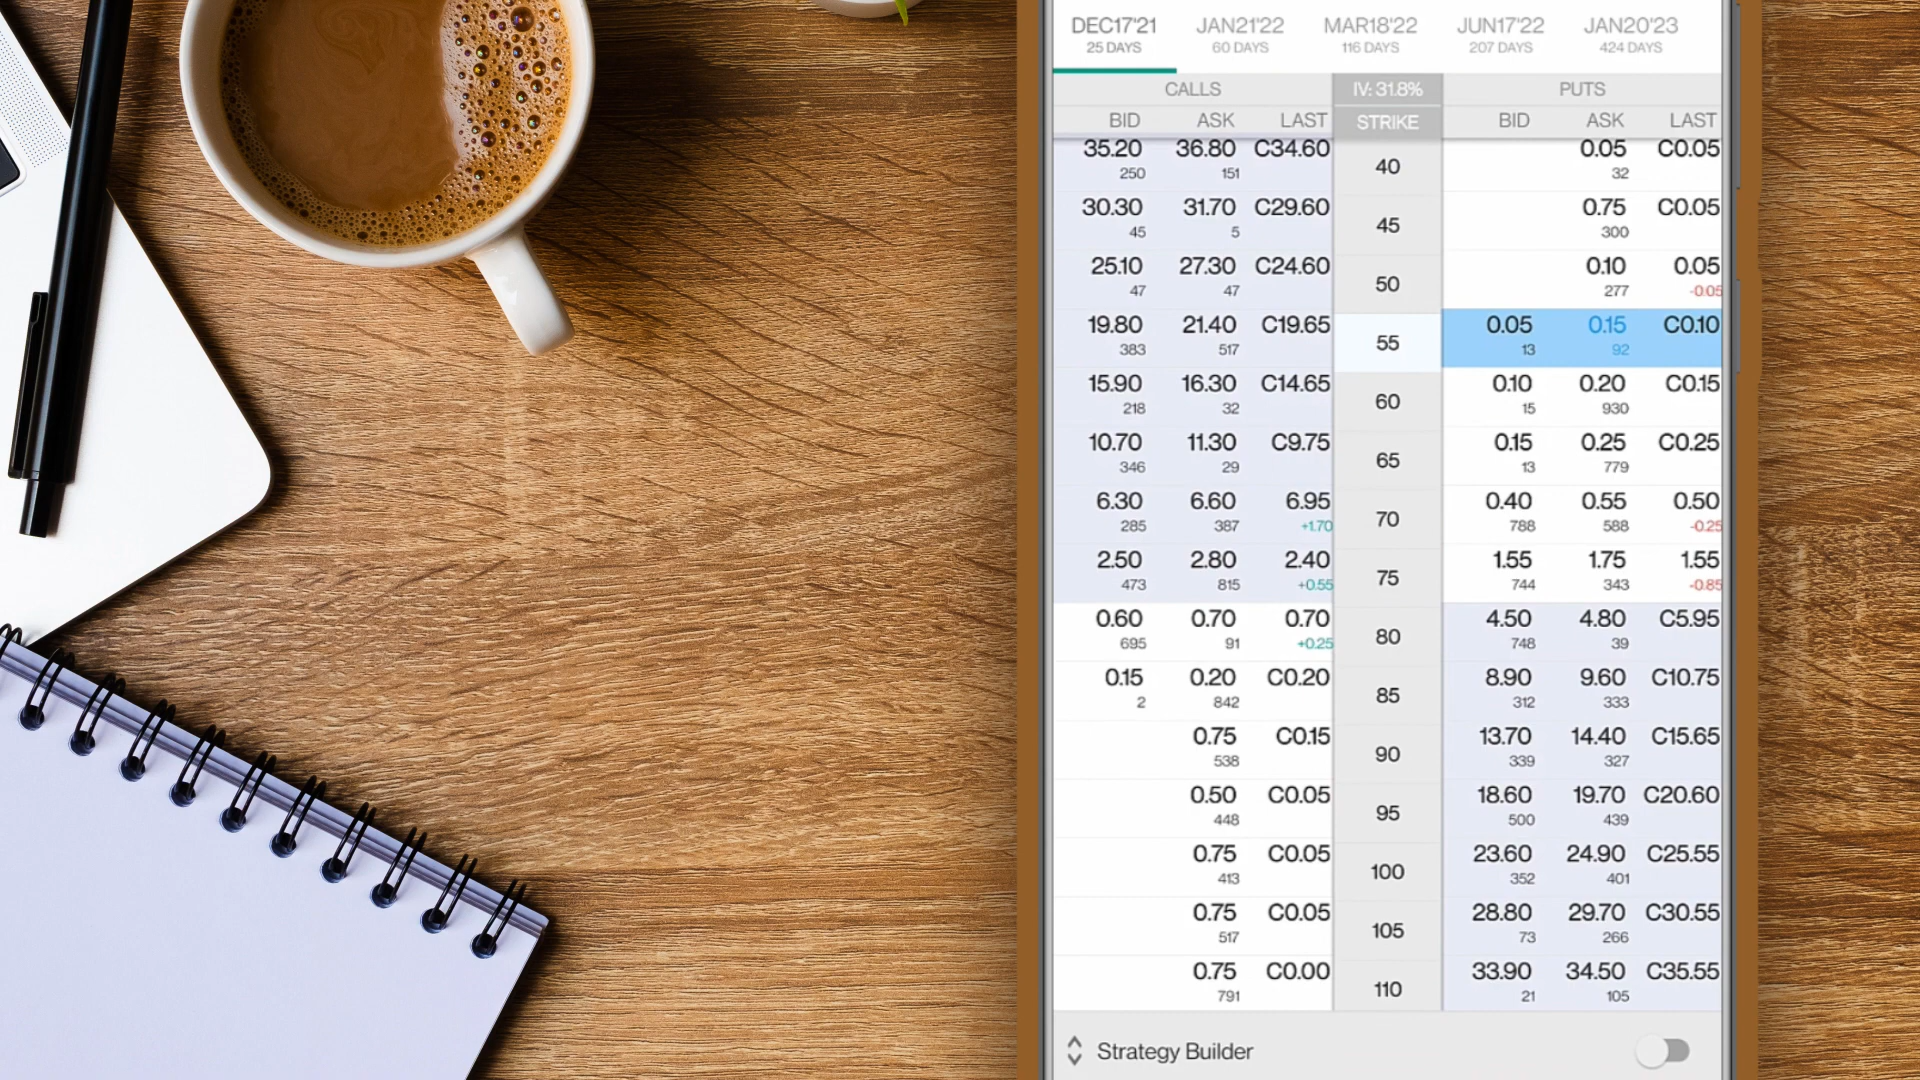 DEC17'21 JAN21'22 MAR18'22 JUN17'22 JAN20'23
25 DAYS 60 DAYS 116 DAYS 207 DAYS 424 DAYS
CALLS IV: 31.8% PUTS
BID ASK LAST STRIKE BID ASK LAST
35.20 36.80 C34.60 40 0.05 C0.05
250 151 32
30.30 31.70 C29.60 45 0.75 C0.05
45 5 300
25.10 27.30 C24.60 50 0.10 0.05
47 47 277 -0.05
19.80 21.40 C19.65 55 0.05 0.15 C0.10
383 517 13 92
15.90 16.30 C14.65 60 0.10 0.20 C0.15
218 32 15 930
10.70 11.30 C9.75 65 0.15 0.25 C0.25
346 29 13 779
6.30 6.60 6.95 70 0.40 0.55 0.50
285 387 +1.70 788 588 -0.25
2.50 2.80 2.40 75 1.55 1.75 1.55
473 815 +0.55 744 343 -0.85
0.60 0.70 0.70 80 4.50 4.80 C5.95
695 91 +0.25 748 39
0.15 0.20 C0.20 85 8.90 9.60 C10.75
2 842 312 333
0.75 C0.15 90 13.70 14.40 C15.65
538 339 327
0.50 C0.05 95 18.60 19.70 C20.60
448 500 439
0.75 C0.05 100 23.60 24.90 C25.55
413 352 401
0.75 C0.05 105 28.80 29.70 C30.55
517 73 266
0.75 C0.00 110 33.90 34.50 C35.55
791 21 105
Strategy Builder